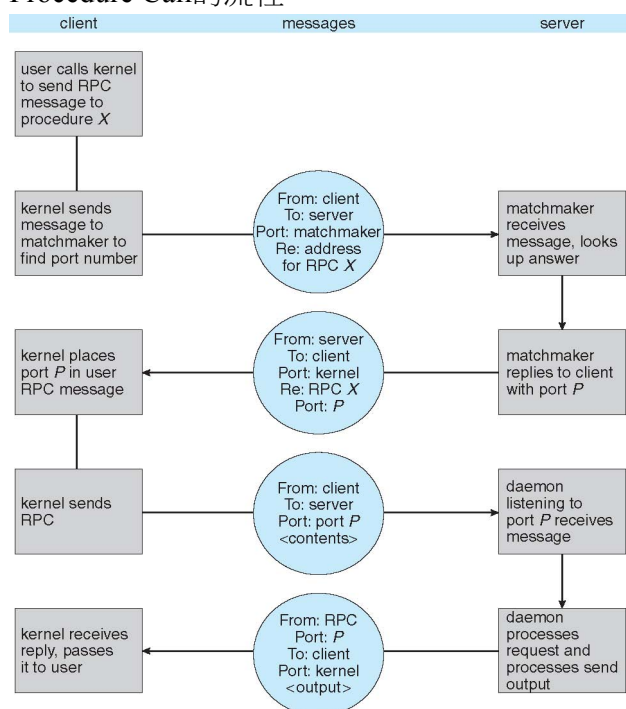 client messages server
user calls kernel
to send RPC
message to
procedure X
kernel sends
message to
matchmaker to
find port number
From: client
To: server
Port: matchmaker
Re: address
for RPC X
matchmaker
receives
message, looks
up answer
kernel places
port P in user
RPC message
From: server
To: client
Port: kernel
Re: RPC X
Port: P
matchmaker
replies to client
with port P
kernel sends
RPC
From: client
To: server
Port: port P
<contents>
daemon
listening to
port P receives
message
kernel receives
reply, passes
it to user
From: RPC
Port: P
To: client
Port: kernel
<output>
daemon
processes
request and
processes send
output